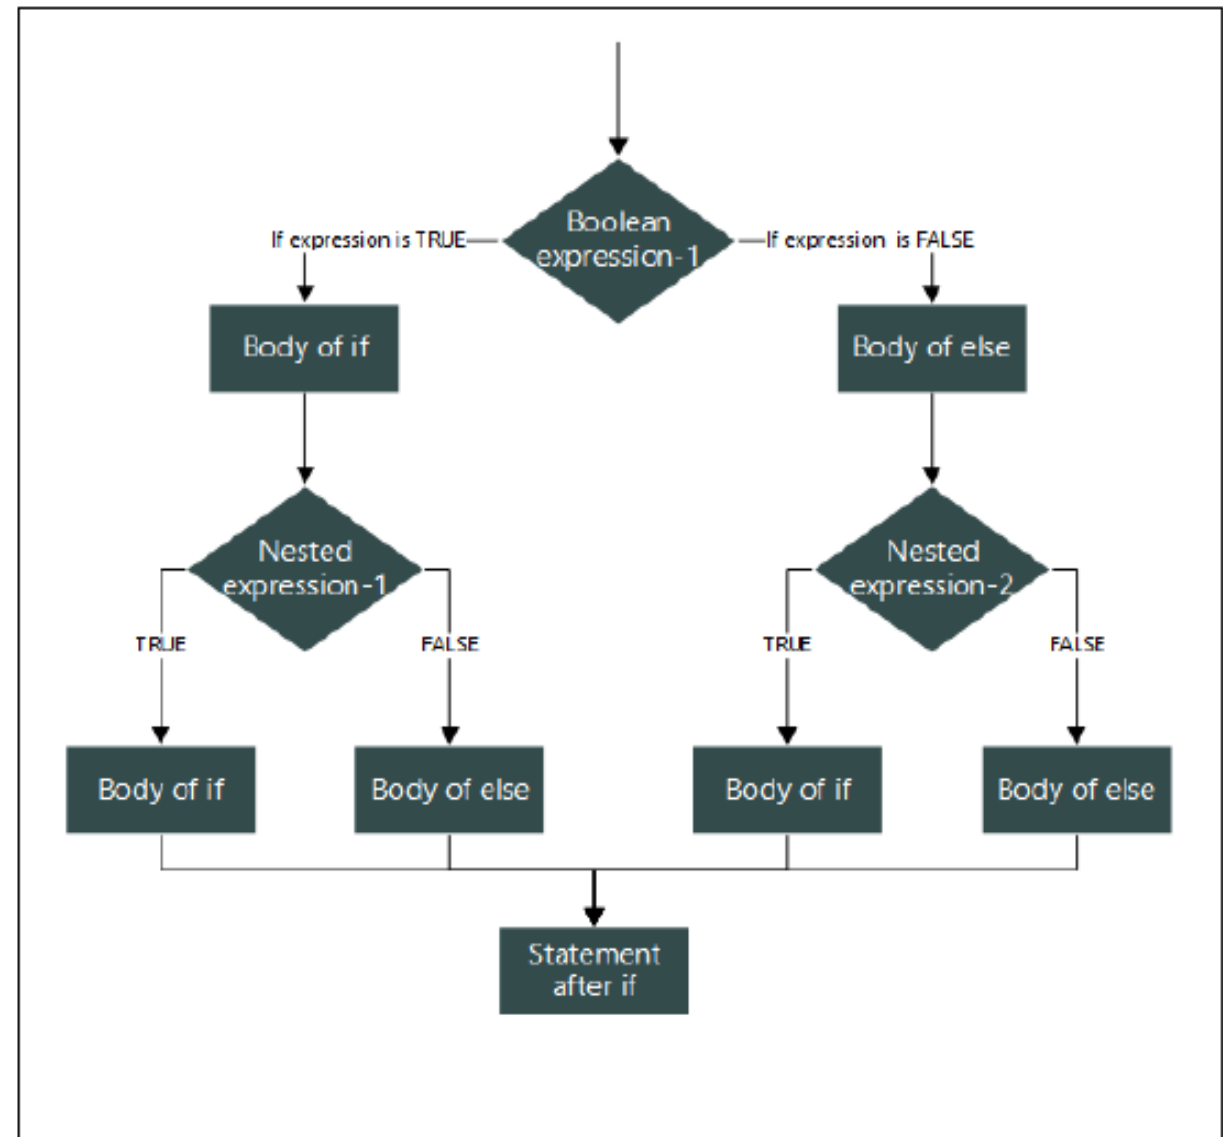 Boolean
expression-1
If expression is TRUE
If expression is FALSE
Body of if
Body of else
Nested
expression-1
Nested
expression-2
TRUE
FALSE
TRUE
FALSE
Body of if
Body of else
Body of if
Body of else
Statement
after if